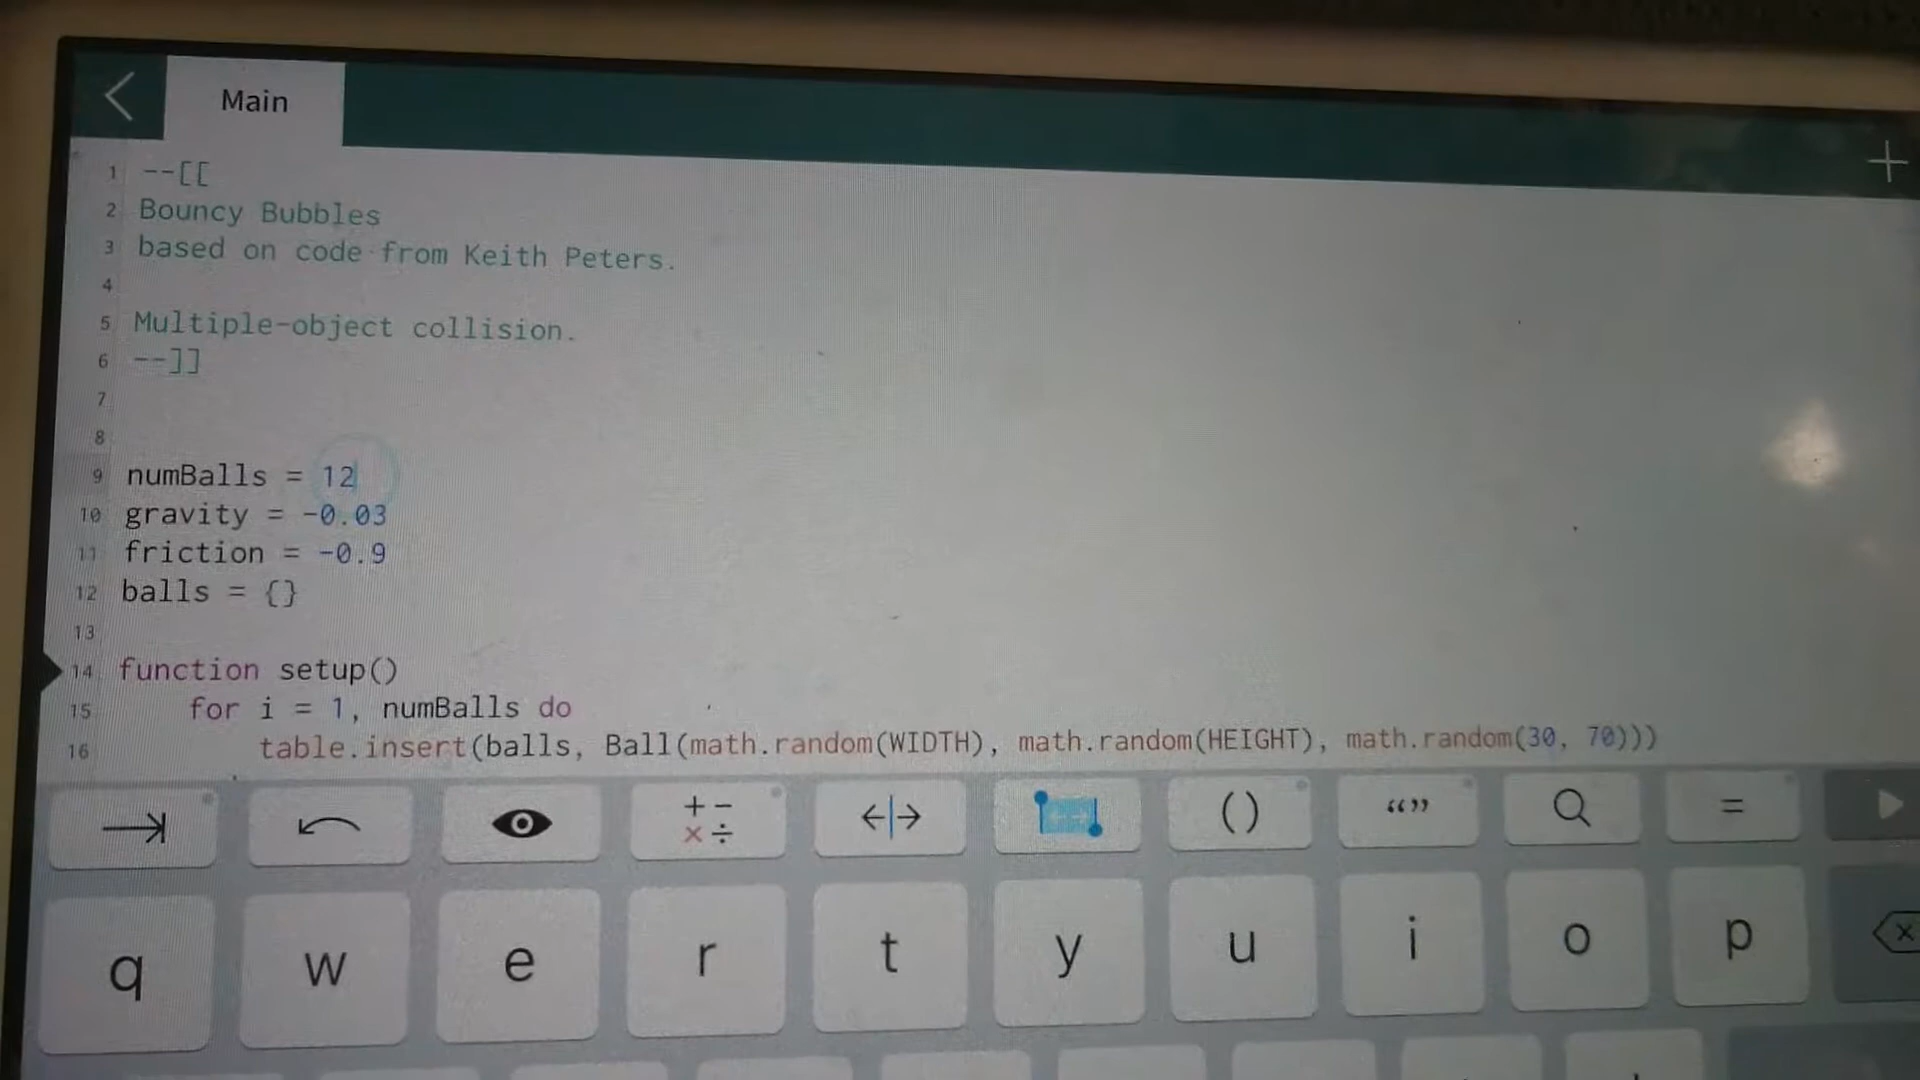 Main
1 --[[
2 Bouncy Bubbles
3 based on code from Keith Peters.
4
5 Multiple-object collision.
6 --]]
7
8
9 numBalls = 12
10 gravity = -0.03
11 friction = -0.9
12 balls = {}
13
14 function setup()
15 for i = 1, numBalls do
16 table.insert(balls, Ball(math.random(WIDTH), math.random(HEIGHT), math.random(30, 70)))
+ - × ÷ () “” =
q w e r t y u i o p